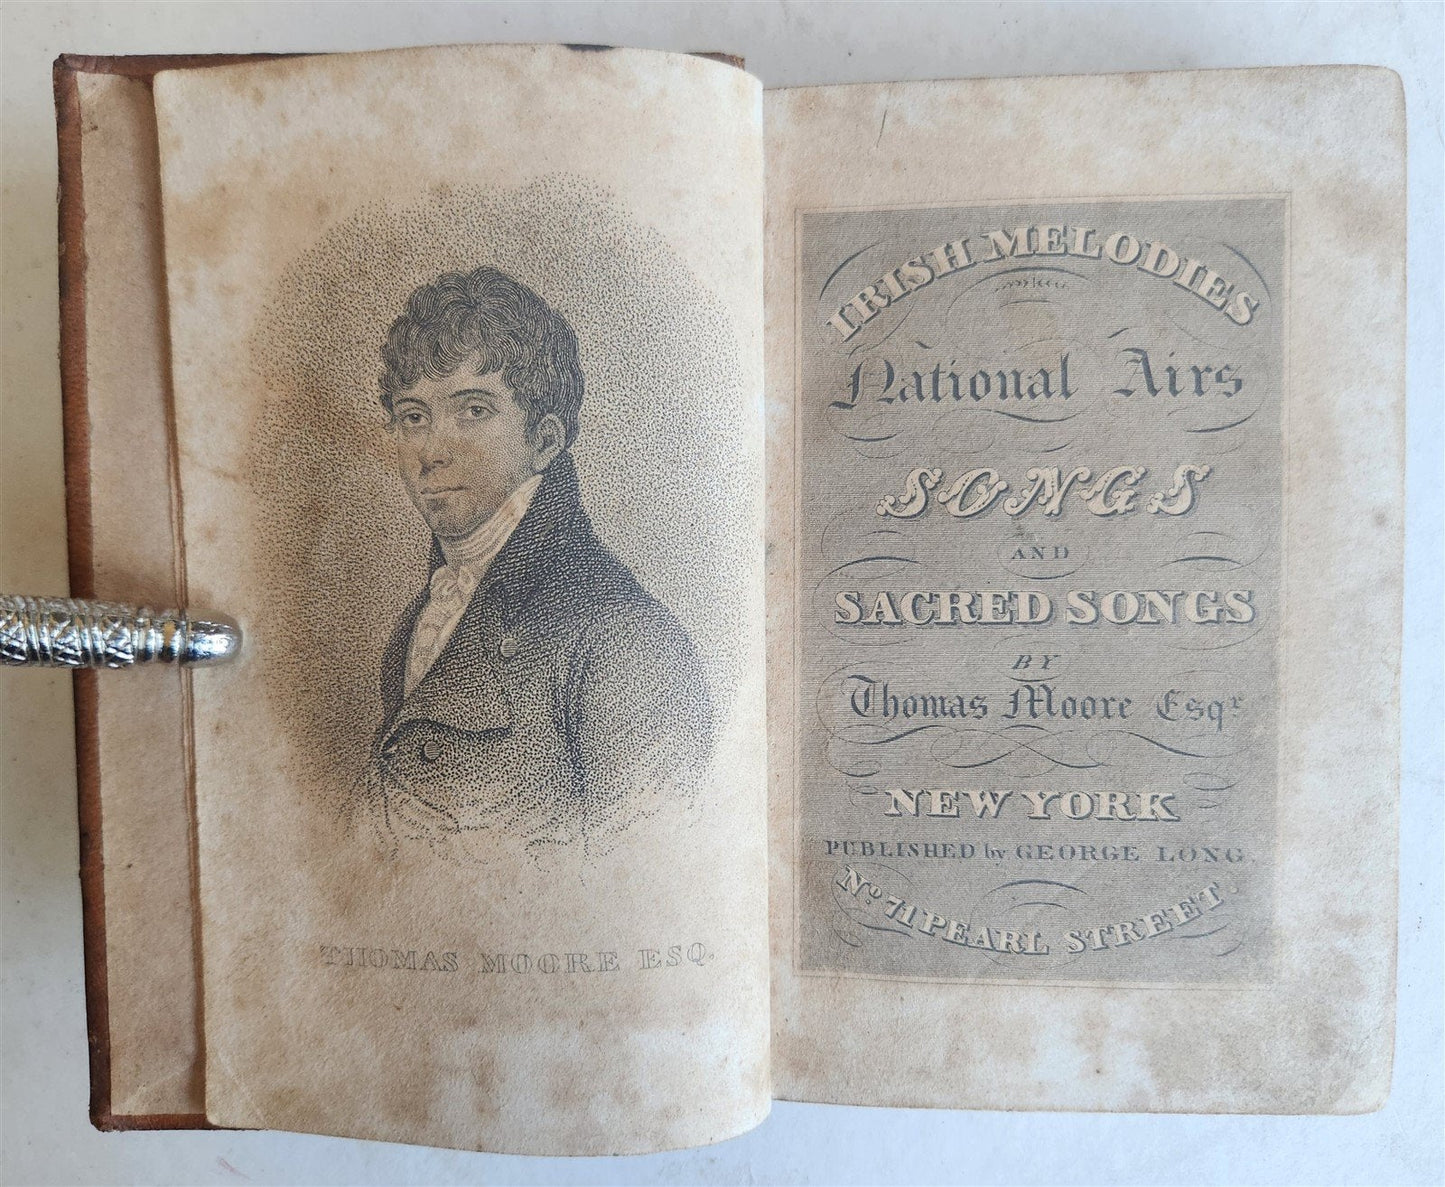 THOMAS MOORE ESQ.
IRISH MELODIES
National Airs
SONGS
AND
SACRED SONGS
BY
Thomas Moore Esqr
NEW YORK
PUBLISHED by GEORGE LONG.
No. 71 PEARL STREET.